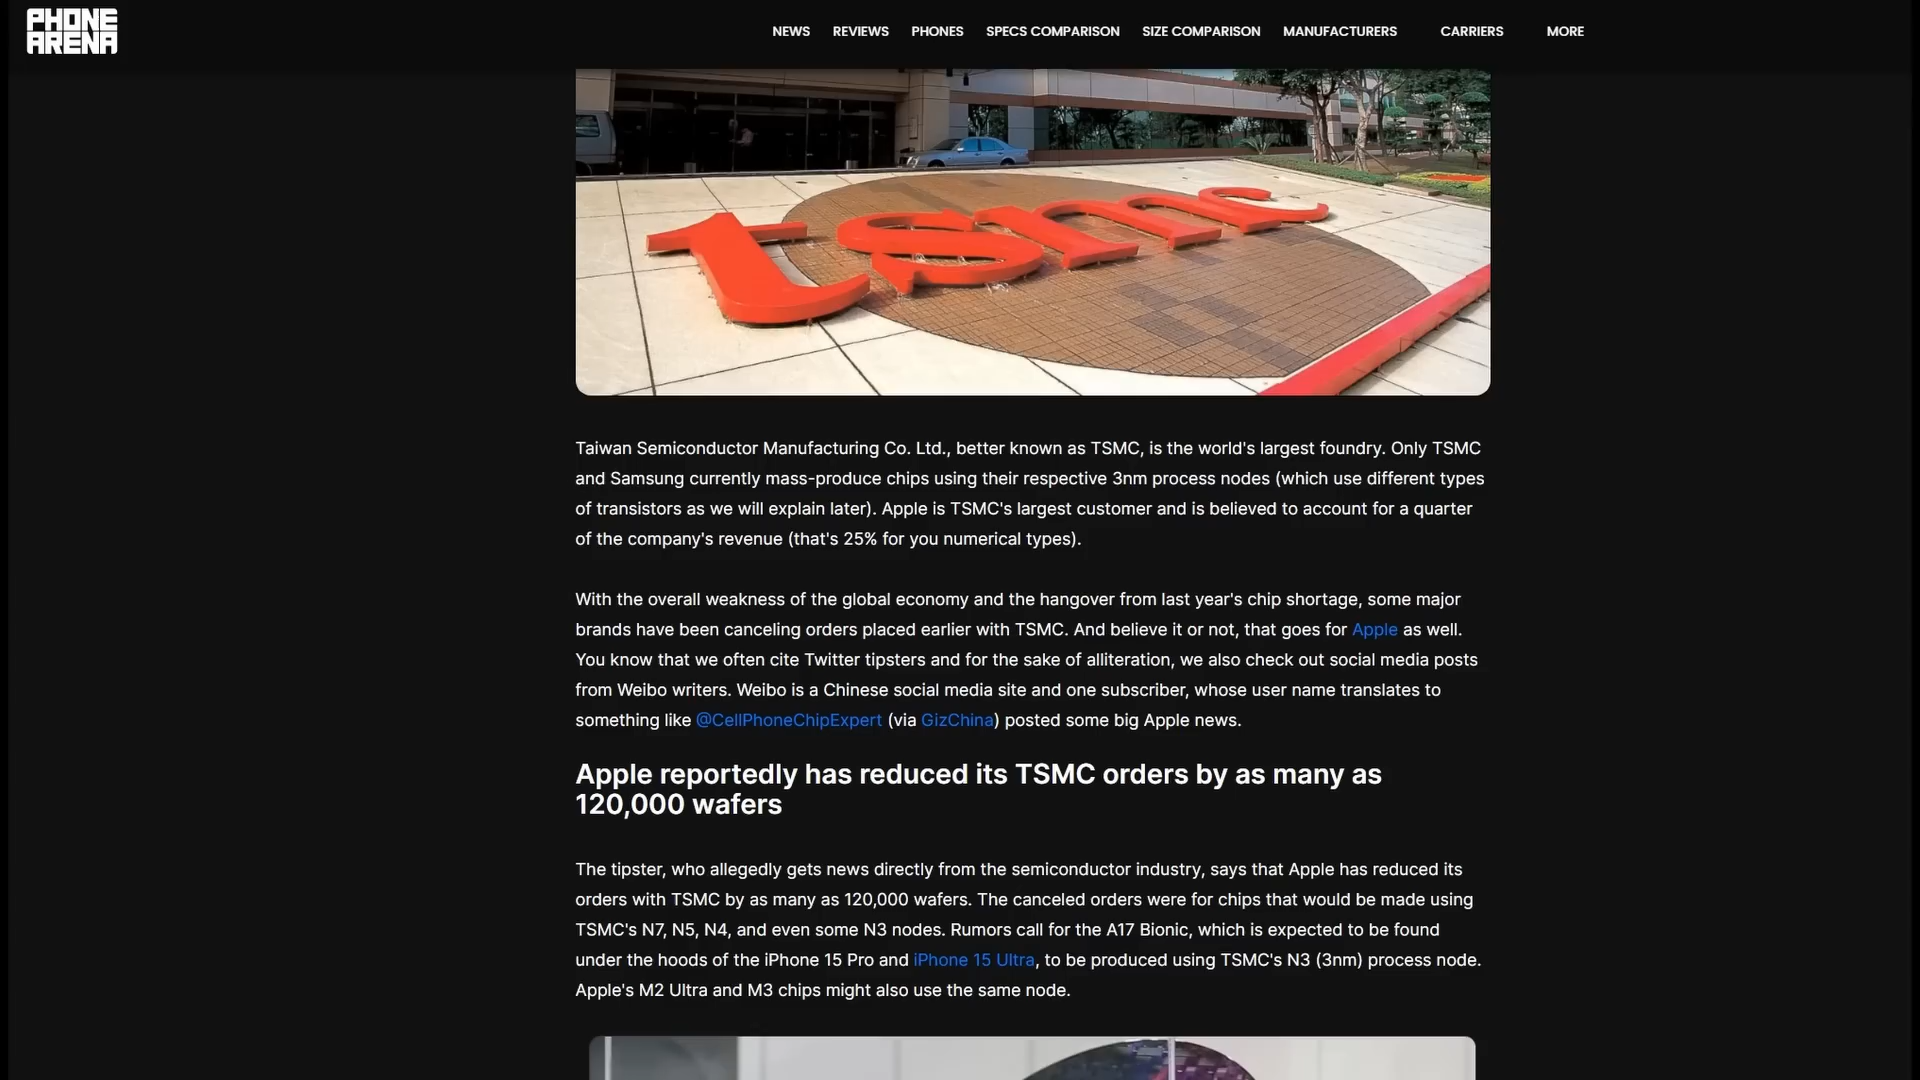 PHONE
ARENA
NEWS REVIEWS PHONES SPECS COMPARISON SIZE COMPARISON MANUFACTURERS CARRIERS MORE
tsmc
Taiwan Semiconductor Manufacturing Co. Ltd., better known as TSMC, is the world's largest foundry. Only TSMC
and Samsung currently mass-produce chips using their respective 3nm process nodes (which use different types
of transistors as we will explain later). Apple is TSMC's largest customer and is believed to account for a quarter
of the company's revenue (that's 25% for you numerical types).
With the overall weakness of the global economy and the hangover from last year's chip shortage, some major
brands have been canceling orders placed earlier with TSMC. And believe it or not, that goes for Apple as well.
You know that we often cite Twitter tipsters and for the sake of alliteration, we also check out social media posts
from Weibo writers. Weibo is a Chinese social media site and one subscriber, whose user name translates to
something like @CellPhoneChipExpert (via GizChina) posted some big Apple news.
Apple reportedly has reduced its TSMC orders by as many as
120,000 wafers
The tipster, who allegedly gets news directly from the semiconductor industry, says that Apple has reduced its
orders with TSMC by as many as 120,000 wafers. The canceled orders were for chips that would be made using
TSMC's N7, N5, N4, and even some N3 nodes. Rumors call for the A17 Bionic, which is expected to be found
under the hoods of the iPhone 15 Pro and iPhone 15 Ultra, to be produced using TSMC's N3 (3nm) process node.
Apple's M2 Ultra and M3 chips might also use the same node.